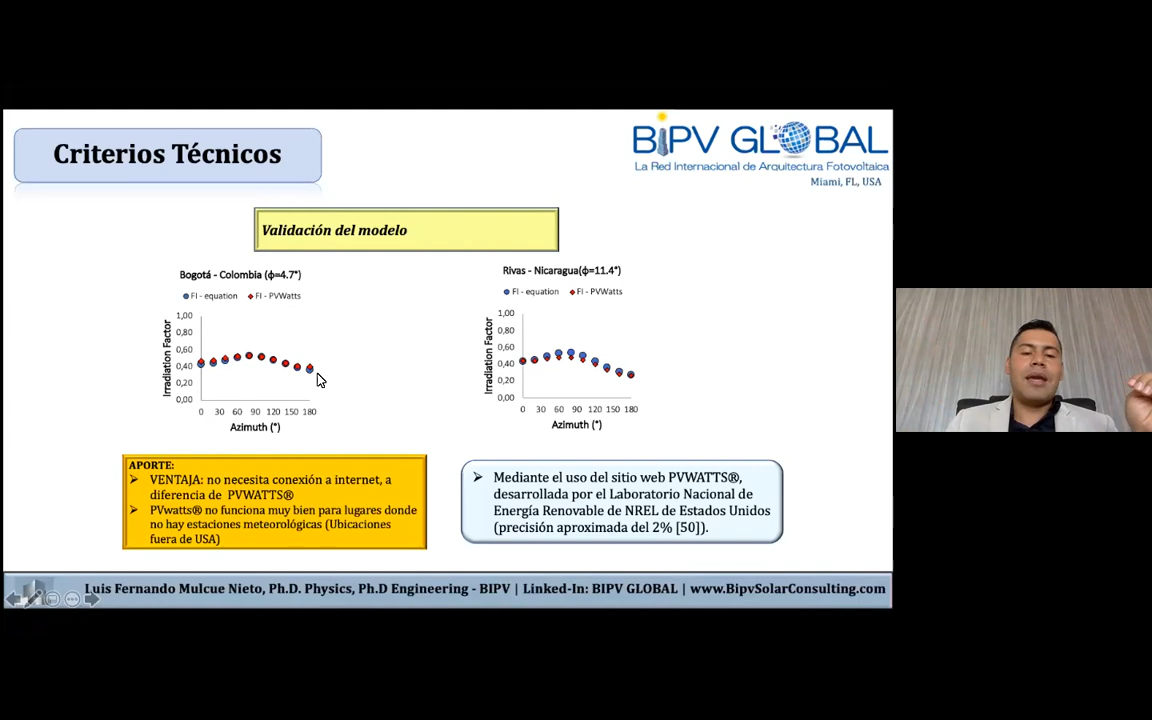 Criterios Técnicos
BIPV GLOBAL
La Red Internacional de Arquitectura Fotovoltaica
Miami, FL, USA
Validación del modelo
Bogotá - Colombia (ϕ=4.7°)
FI - equation FI - PVWatts
Irradiation Factor
1,00
0,80
0,60
0,40
0,20
0,00
0 30 60 90 120 150 180
Azimuth (°)
Rivas - Nicaragua(ϕ=11.4°)
FI - equation FI - PVWatts
Irradiation Factor
1,00
0,80
0,60
0,40
0,20
0,00
0 30 60 90 120 150 180
Azimuth (°)
APORTE:
VENTAJA: no necesita conexión a internet, a
diferencia de PVWATTS®
PVwatts® no funciona muy bien para lugares donde
no hay estaciones meteorológicas (Ubicaciones
fuera de USA)
Mediante el uso del sitio web PVWATTS®,
desarrollada por el Laboratorio Nacional de
Energía Renovable de NREL de Estados Unidos
(precisión aproximada del 2% [50]).
Luis Fernando Mulcue Nieto, Ph.D. Physics, Ph.D Engineering - BIPV | Linked-In: BIPV GLOBAL | www.BipvSolarConsulting.com